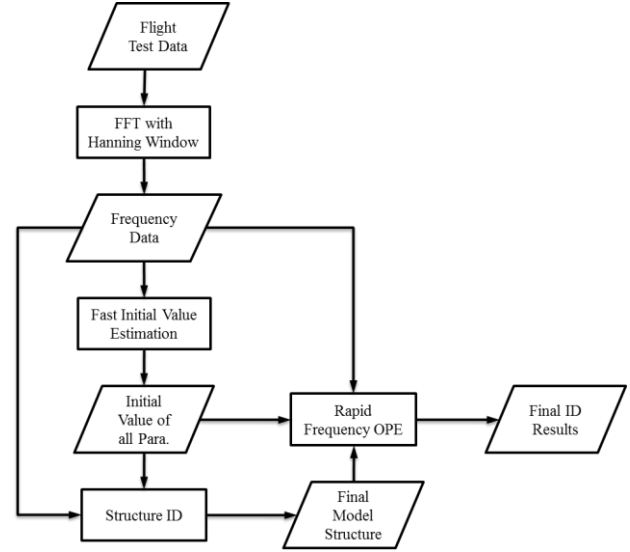 Flight
Test Data
FFT with
Hanning Window
Frequency
Data
Fast Initial Value
Estimation
Initial
Value of
all Para.
Rapid
Frequency OPE
Final ID
Results
Structure ID
Final
Model
Structure